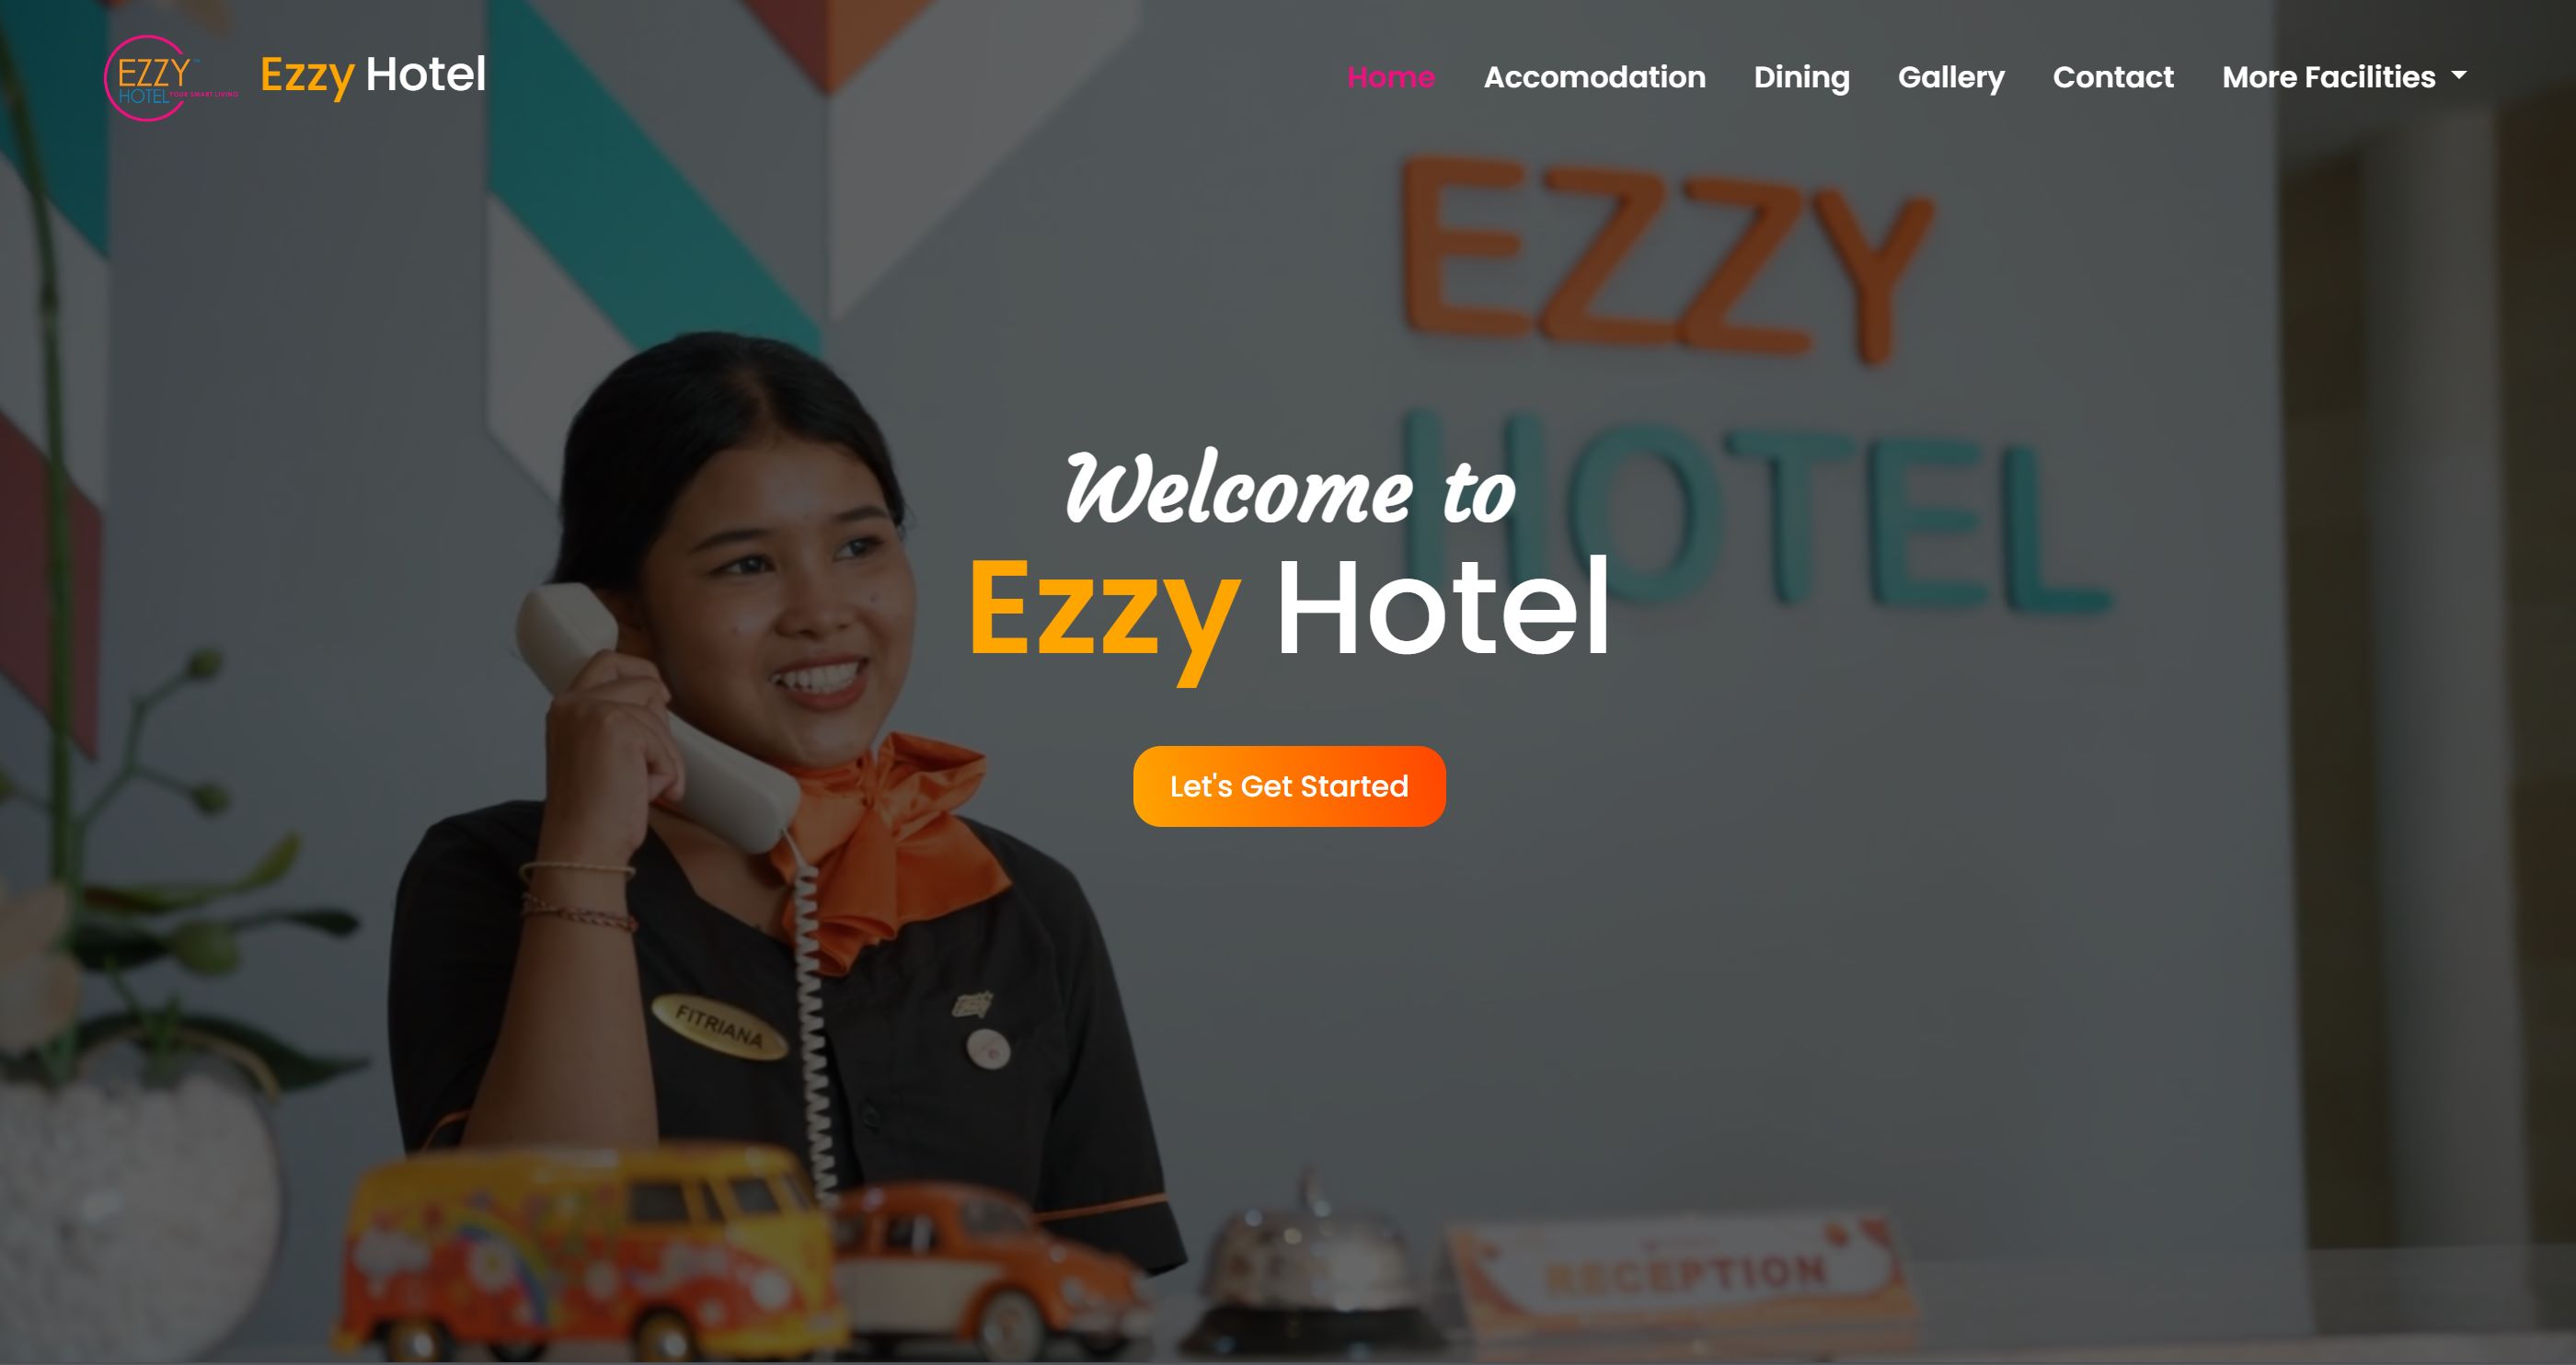 EZZY
HOTEL YOUR SMART LIVING
Ezzy Hotel
Home
Accomodation
Dining
Gallery
Contact
More Facilities
EZZY
HOTEL
Welcome to
Ezzy Hotel
Let's Get Started
FITRIANA
RECEPTION